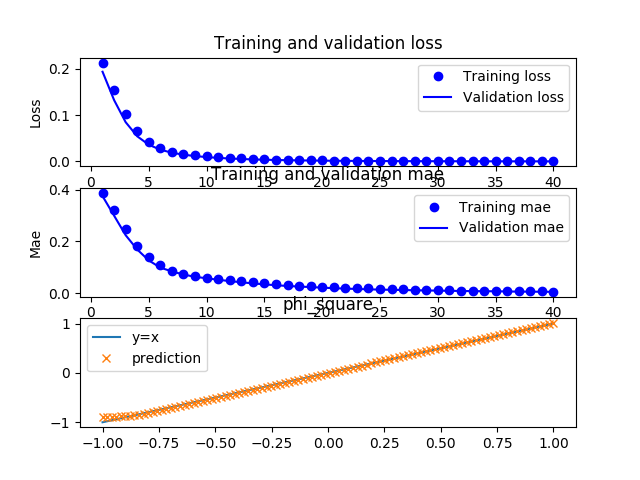 Training and validation loss
Loss
0.2
0.1
0.0
Training loss
Validation loss
0 5 10 15 20 25 30 35 40
Training and validation mae
Mae
0.4
0.2
0.0
Training mae
Validation mae
0 5 10 15 20 25 30 35 40
phi_square
1
0
−1
y=x
prediction
−1.00 −0.75 −0.50 −0.25 0.00 0.25 0.50 0.75 1.00